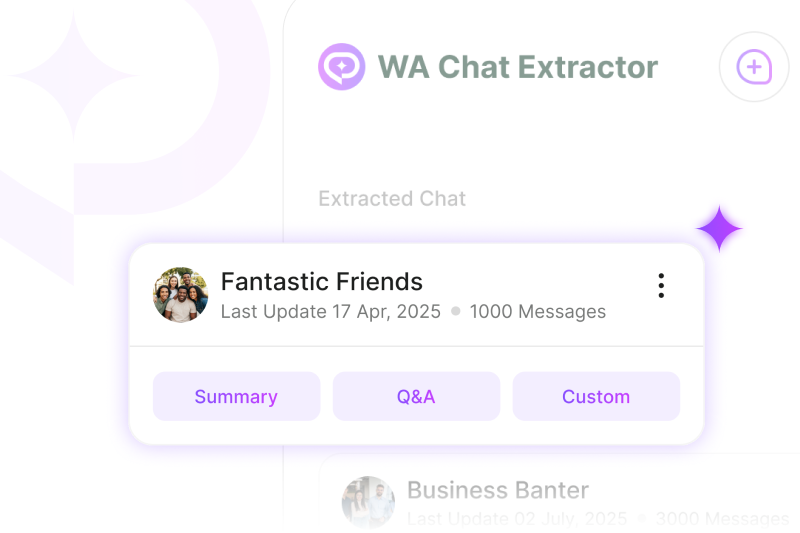 WA Chat Extractor
Extracted Chat
Fantastic Friends
Last Update 17 Apr, 2025 • 1000 Messages
Summary
Q&A
Custom
Business Banter
Last Update 02 July, 2025 • 3000 Messages